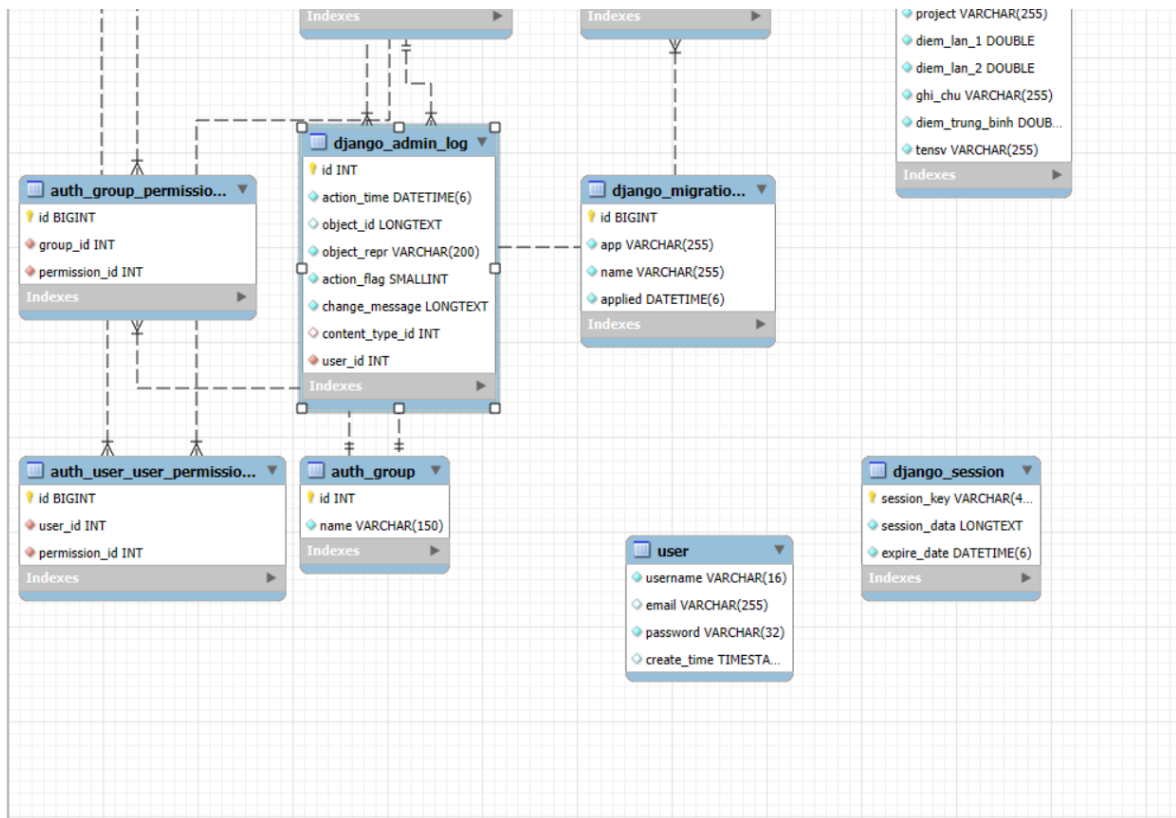 Indexes
Indexes
project VARCHAR(255)
diem_lan_1 DOUBLE
diem_lan_2 DOUBLE
ghi_chu VARCHAR(255)
diem_trung_binh DOUB...
tensv VARCHAR(255)
Indexes
django_admin_log
id INT
action_time DATETIME(6)
object_id LONGTEXT
object_repr VARCHAR(200)
action_flag SMALLINT
change_message LONGTEXT
content_type_id INT
user_id INT
Indexes
auth_group_permissio...
id BIGINT
group_id INT
permission_id INT
Indexes
django_migratio...
id BIGINT
app VARCHAR(255)
name VARCHAR(255)
applied DATETIME(6)
Indexes
auth_user_user_permissio...
id BIGINT
user_id INT
permission_id INT
Indexes
auth_group
id INT
name VARCHAR(150)
Indexes
user
username VARCHAR(16)
email VARCHAR(255)
password VARCHAR(32)
create_time TIMESTA...
django_session
session_key VARCHAR(4...
session_data LONGTEXT
expire_date DATETIME(6)
Indexes